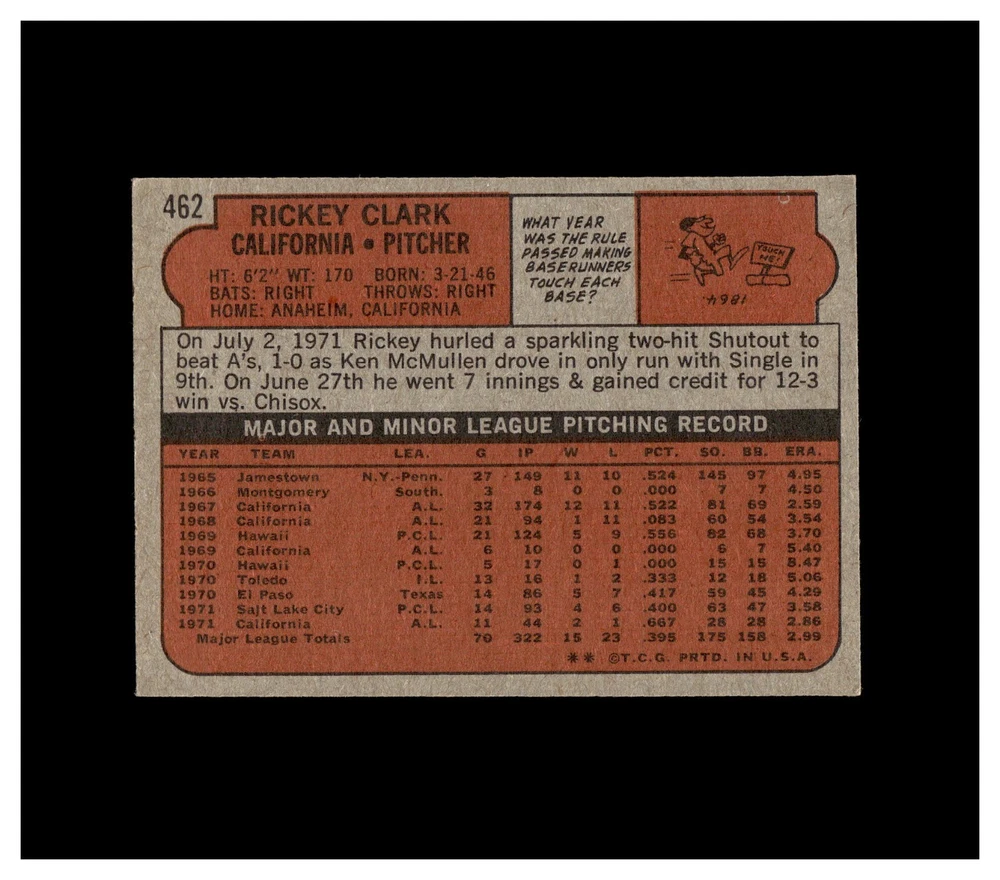 462
RICKEY CLARK
CALIFORNIA • PITCHER
HT: 6'2" WT: 170 BORN: 3-21-46
BATS: RIGHT THROWS: RIGHT
HOME: ANAHEIM, CALIFORNIA
WHAT YEAR
WAS THE RULE
PASSED MAKING
BASERUNNERS
TOUCH EACH
BASE?
TOUCH
ME!
1864.
On July 2, 1971 Rickey hurled a sparkling two-hit Shutout to
beat A's, 1-0 as Ken McMullen drove in only run with Single in
9th. On June 27th he went 7 innings & gained credit for 12-3
win vs. Chisox.
MAJOR AND MINOR LEAGUE PITCHING RECORD
YEAR TEAM LEA. G IP W L PCT. SO. BB. ERA.
1965 Jamestown N.Y.-Penn. 27 149 11 10 .524 145 97 4.95
1966 Montgomery South. 3 8 0 0 .000 7 7 4.50
1967 California A.L. 32 174 12 11 .522 81 69 2.59
1968 California A.L. 21 94 1 11 .083 60 54 3.54
1969 Hawaii P.C.L. 21 124 5 9 .556 82 68 3.70
1969 California A.L. 6 10 0 0 .000 6 7 5.40
1970 Hawaii P.C.L. 5 17 0 1 .000 15 15 8.47
1970 Toledo I.L. 13 16 1 2 .333 12 18 5.06
1970 El Paso Texas 14 86 5 7 .417 59 45 4.29
1971 Salt Lake City P.C.L. 14 93 4 6 .400 63 47 3.58
1971 California A.L. 11 44 2 1 .667 28 28 2.86
Major League Totals 70 322 15 23 .395 175 158 2.99
** ©T.C.G. PRTD. IN U.S.A.